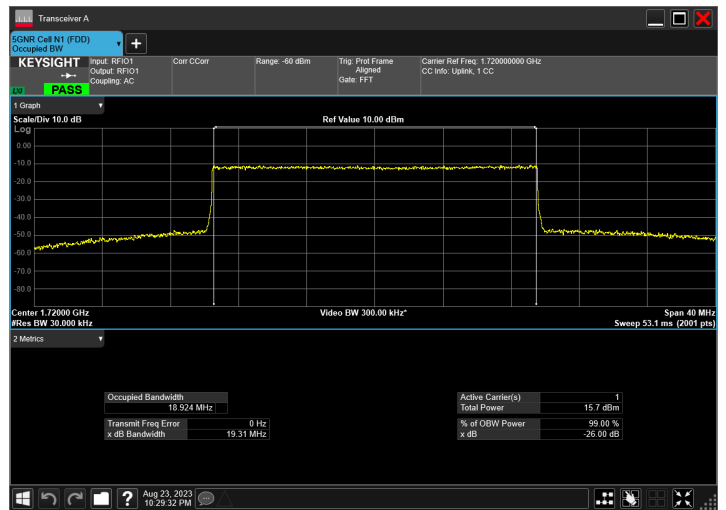 Transceiver A
5GNR Cell N1 (FDD)
Occupied BW
KEYSIGHT
LXI
PASS
Input: RFIO1
Output: RFIO1
Coupling: AC
Corr CCorr
Range: -60 dBm
Trig: Prot Frame
Aligned
Gate: FFT
Carrier Ref Freq: 1.720000000 GHz
CC Info: Uplink, 1 CC
1 Graph
Scale/Div 10.0 dB
Ref Value 10.00 dBm
Log
0.00
-10.0
-20.0
-30.0
-40.0
-50.0
-60.0
-70.0
-80.0
Center 1.72000 GHz
Video BW 300.00 kHz*
Span 40 MHz
#Res BW 30.000 kHz
Sweep 53.1 ms (2001 pts)
2 Metrics
Occupied Bandwidth
18.924 MHz
Transmit Freq Error 0 Hz
x dB Bandwidth 19.31 MHz
Active Carrier(s) 1
Total Power 15.7 dBm
% of OBW Power 99.00 %
x dB -26.00 dB
?
Aug 23, 2023
10:29:32 PM